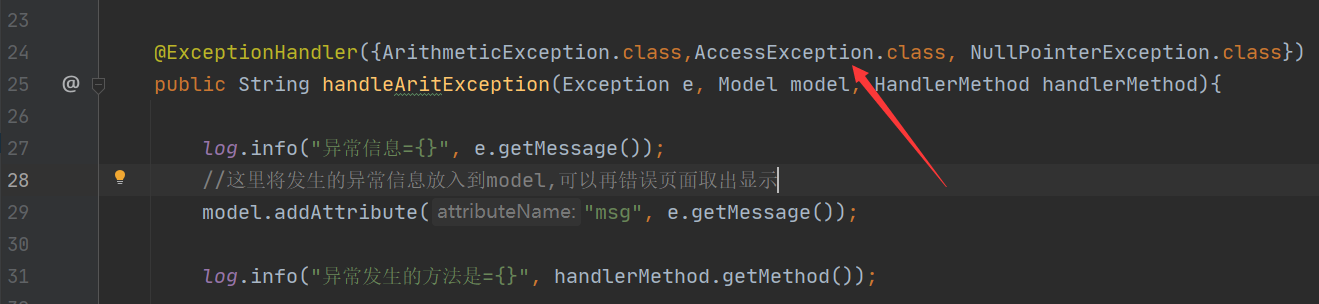 23
24 @ExceptionHandler({ArithmeticException.class,AccessException.class, NullPointerException.class})
25 @ public String handleAritException(Exception e, Model model, HandlerMethod handlerMethod){
26
27 log.info("异常信息={}", e.getMessage());
28 //这里将发生的异常信息放入到model,可以再错误页面取出显示
29 model.addAttribute( attributeName: "msg", e.getMessage());
30
31 log.info("异常发生的方法是={}", handlerMethod.getMethod());